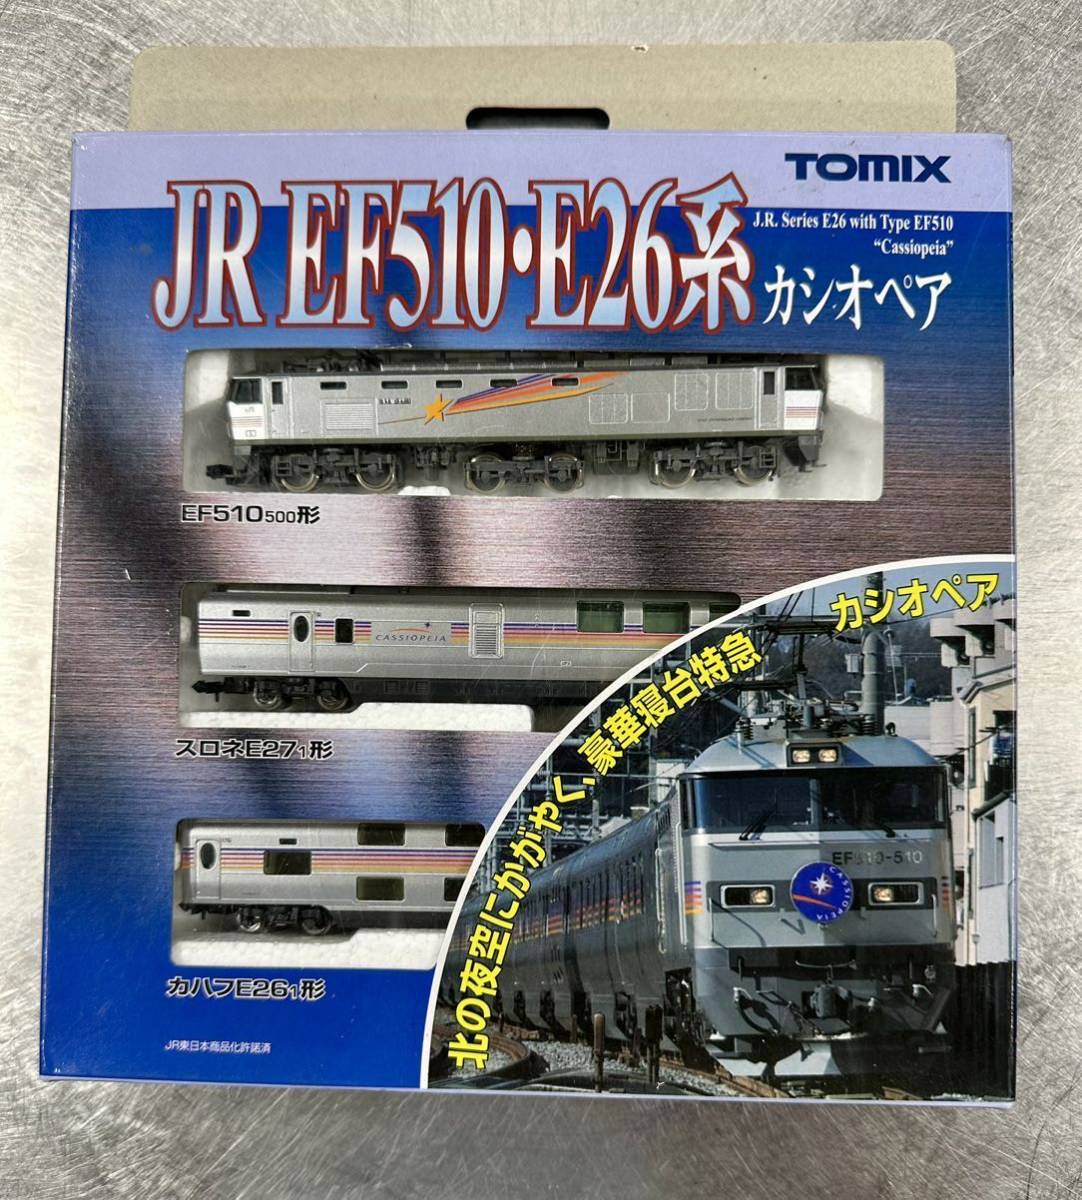 TOMIX
JR EF510・E26系
J.R. Series E26 with Type EF510
"Cassiopeia"
カシオペア
EF510 500形
CASSIOPEIA
スロネE27 1形
カハフE26 1形
カシオペア
北の夜空にかがやく、豪華寝台特急
EF510-510
CASSIOPEIA
JR東日本商品化許諾済